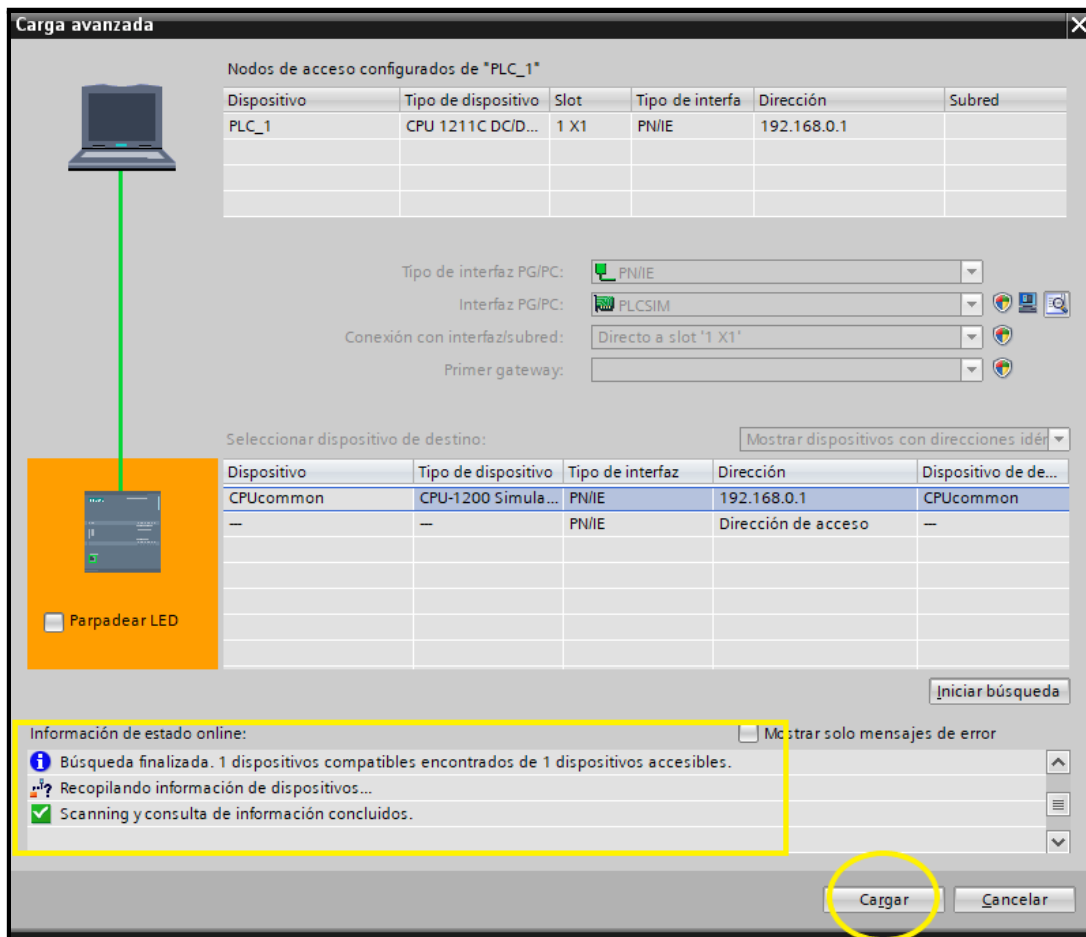 Carga avanzada
Nodos de acceso configurados de "PLC_1"
Dispositivo Tipo de dispositivo Slot Tipo de interfa Dirección Subred
PLC_1 CPU 1211C DC/D... 1 X1 PN/IE 192.168.0.1
Tipo de interfaz PG/PC: PN/IE
Interfaz PG/PC: PLCSIM
Conexión con interfaz/subred: Directo a slot '1 X1'
Primer gateway:
Seleccionar dispositivo de destino: Mostrar dispositivos con direcciones idér
Dispositivo Tipo de dispositivo Tipo de interfaz Dirección Dispositivo de de...
CPUcommon CPU-1200 Simula... PN/IE 192.168.0.1 CPUcommon
— — PN/IE Dirección de acceso —
Parpadear LED
Iniciar búsqueda
Información de estado online: Mostrar solo mensajes de error
Búsqueda finalizada. 1 dispositivos compatibles encontrados de 1 dispositivos accesibles.
Recopilando información de dispositivos...
Scanning y consulta de información concluidos.
Cargar Cancelar